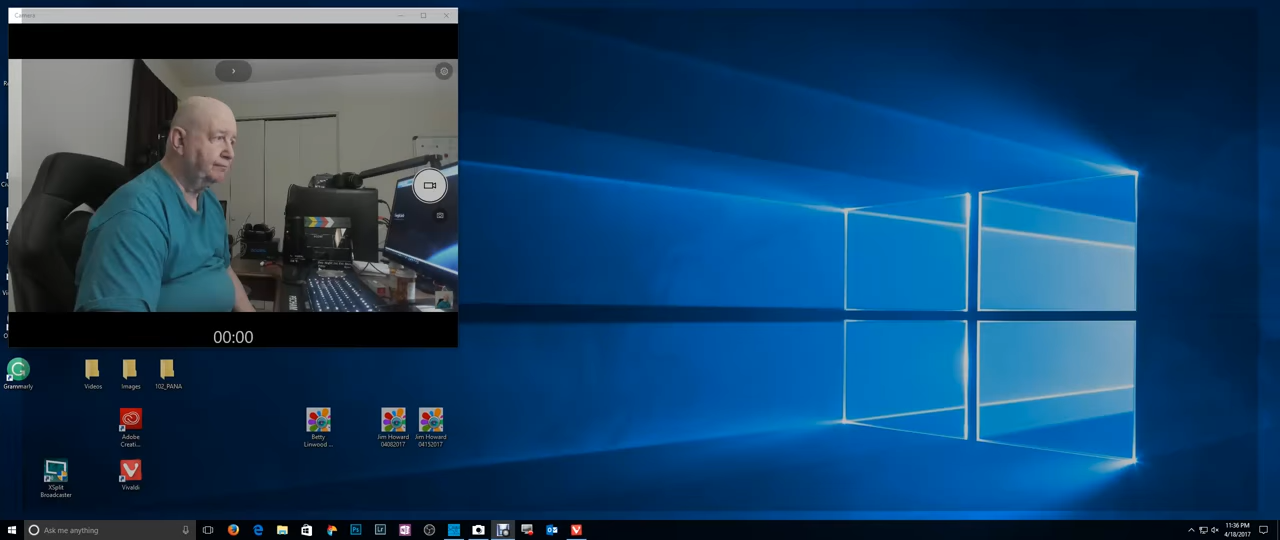 Camera
00:00
Grammarly
Videos
Images
102_PANA
Adobe
Creati...
Betty
Linwood ...
Jim Howard
04082017
Jim Howard
04152017
XSplit
Broadcaster
Vivaldi
Ask me anything
11:36 PM
4/18/2017